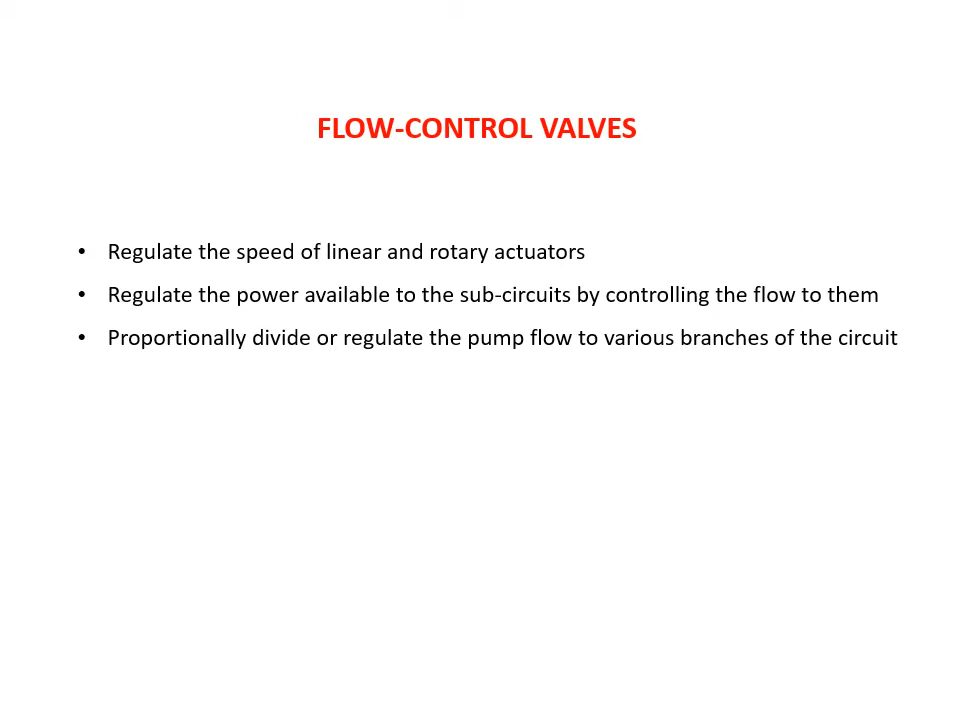 FLOW-CONTROL VALVES
• Regulate the speed of linear and rotary actuators
• Regulate the power available to the sub-circuits by controlling the flow to them
• Proportionally divide or regulate the pump flow to various branches of the circuit